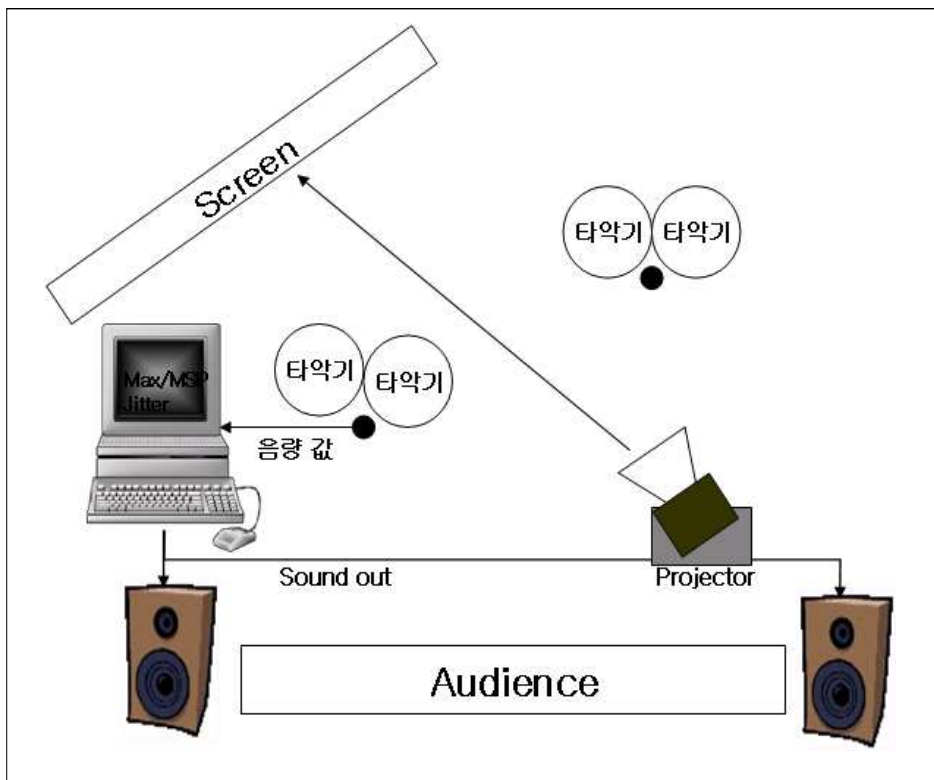 Screen
타악기 타악기
Max/MSP
Jitter
타악기 타악기
음량 값
Sound out
Projector
Audience